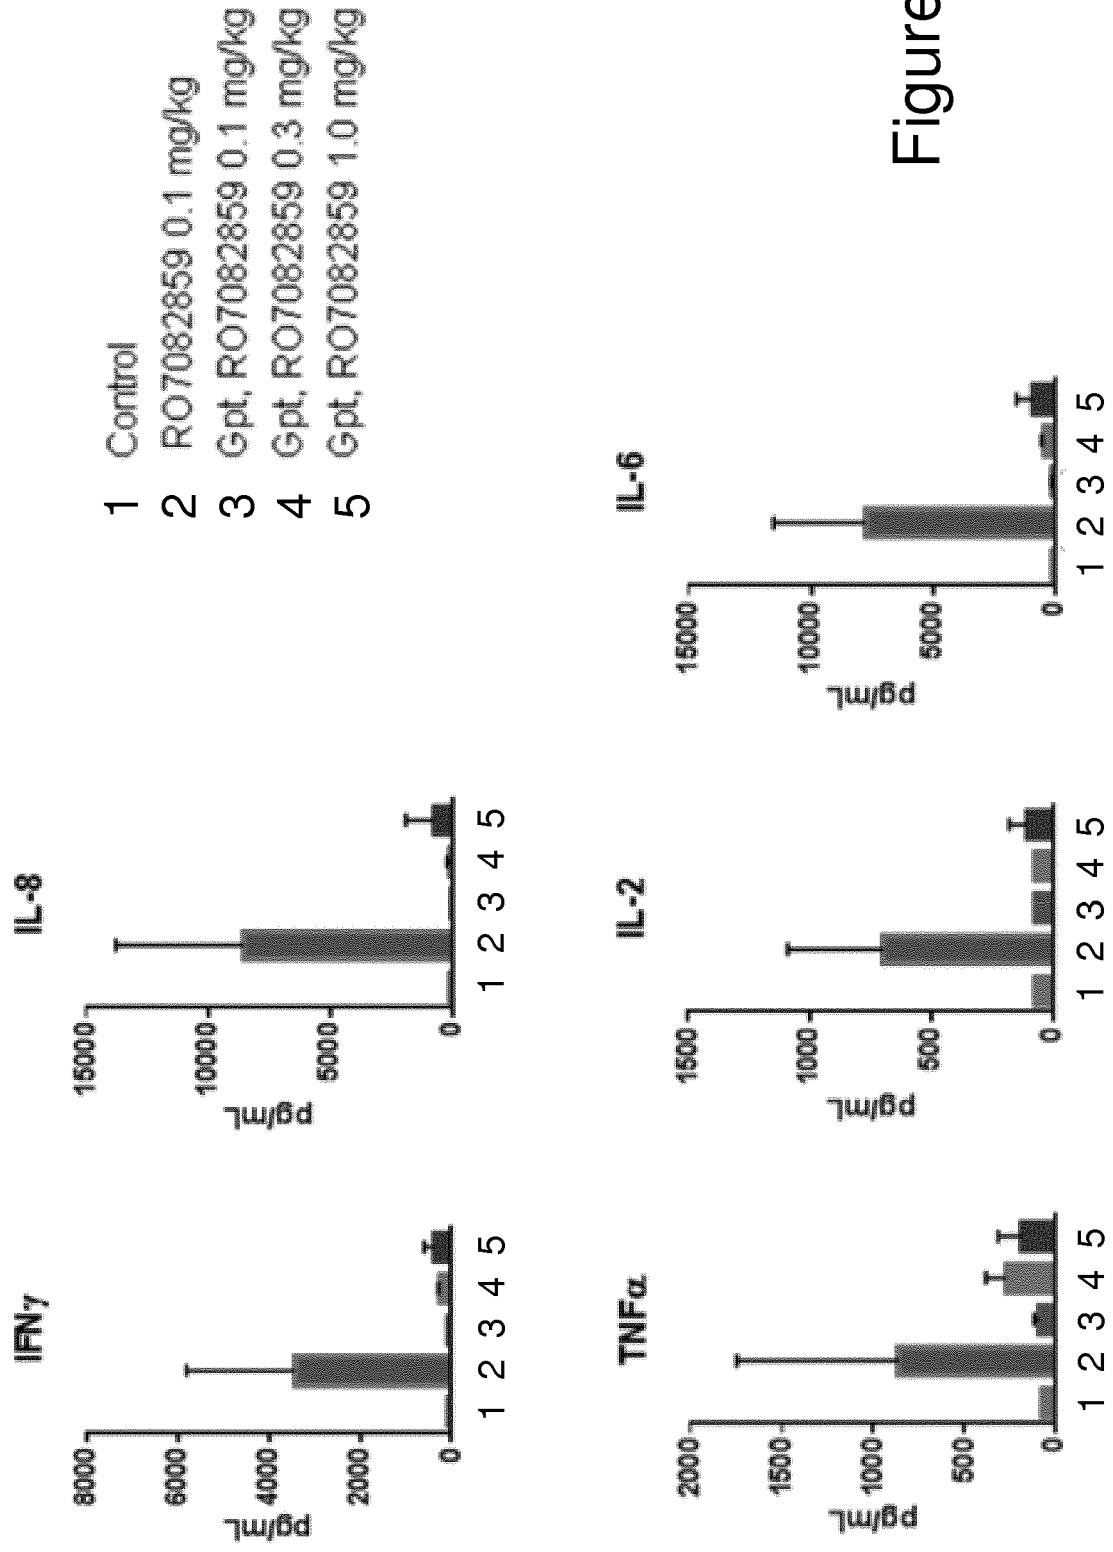 IFNγ
8000
6000
4000
2000
0
pg/mL
1 2 3 4 5
IL-8
15000
10000
5000
0
pg/mL
1 2 3 4 5
1 Control
2 RO7082859 0.1 mg/kg
3 Gpt, RO7082859 0.1 mg/kg
4 Gpt, RO7082859 0.3 mg/kg
5 Gpt, RO7082859 1.0 mg/kg
TNFα
2000
1500
1000
500
0
pg/mL
1 2 3 4 5
IL-2
1500
1000
500
0
pg/mL
1 2 3 4 5
IL-6
15000
10000
5000
0
pg/mL
1 2 3 4 5
Figure